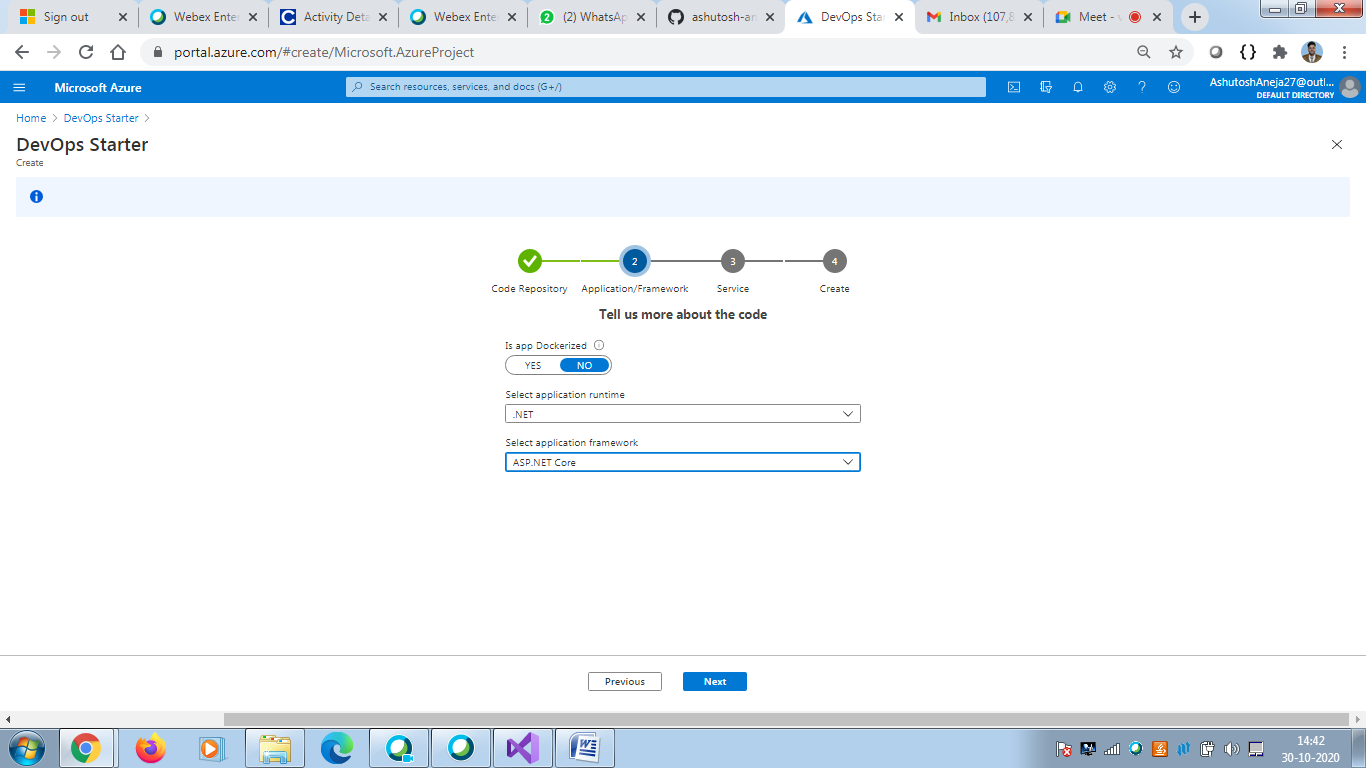 Sign out
Webex Ente
Activity Deta
Webex Ente
(2) WhatsAp
ashutosh-an
DevOps Star
Inbox (107,8
Meet -
portal.azure.com/#create/Microsoft.AzureProject
Microsoft Azure
Search resources, services, and docs (G+/)
AshutoshAneja27@outl...
DEFAULT DIRECTORY
Home > DevOps Starter >
DevOps Starter
Create
2
3
4
Code Repository
Application/Framework
Service
Create
Tell us more about the code
Is app Dockerized
YES
NO
Select application runtime
.NET
Select application framework
ASP.NET Core
Previous
Next
14:42
30-10-2020